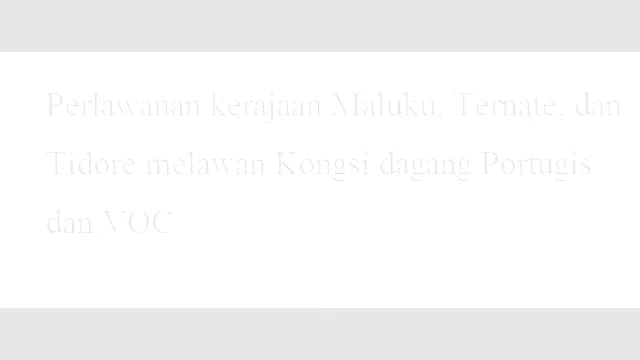 Perlawanan kerajaan Maluku, Ternate, dan
Tidore melawan Kongsi dagang Portugis
dan VOC